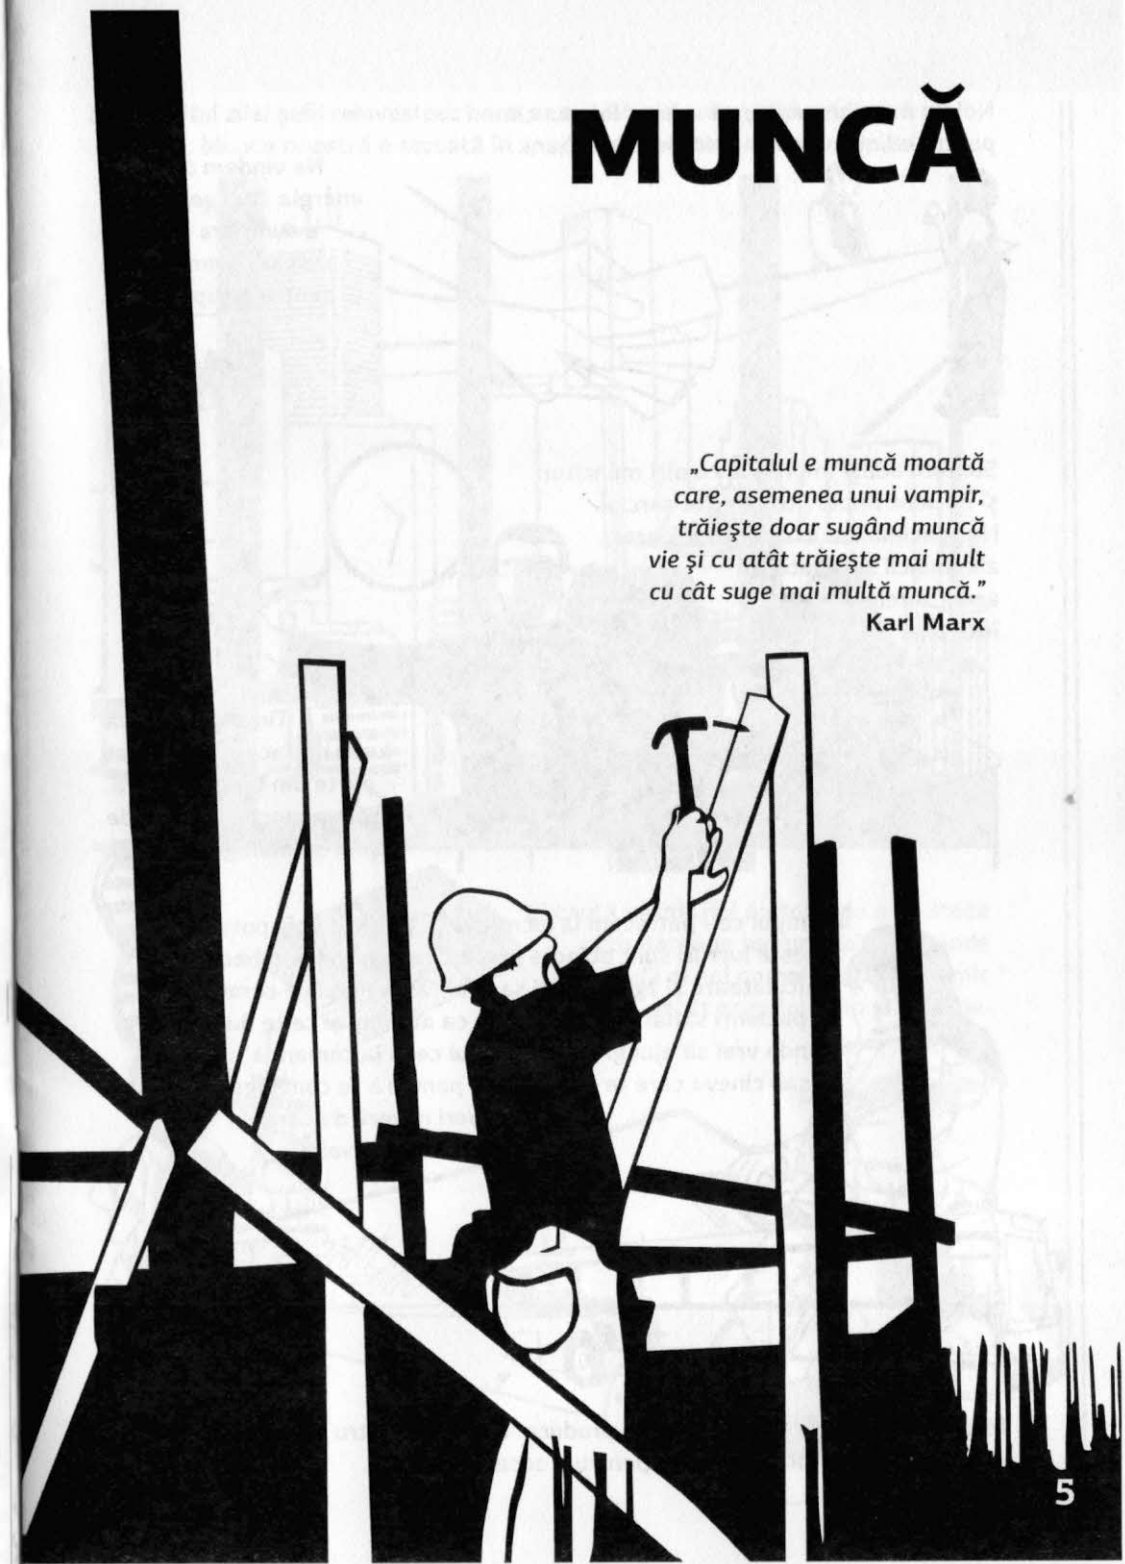 MUNCĂ
„Capitalul e muncă moartă
care, asemenea unui vampir,
trăieşte doar sugând muncă
vie şi cu atât trăieşte mai mult
cu cât suge mai multă muncă.”
Karl Marx
5